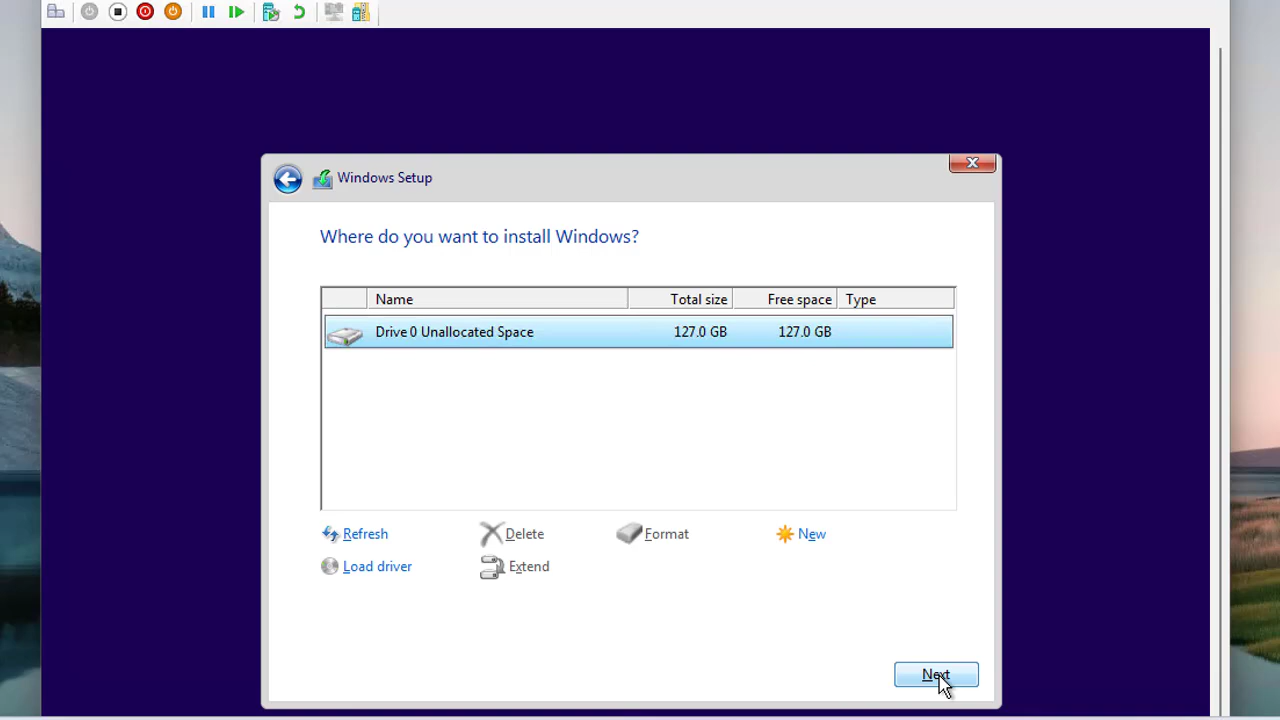 Windows Setup
Where do you want to install Windows?
Name Total size Free space Type
Drive 0 Unallocated Space 127.0 GB 127.0 GB
Refresh Delete Format New
Load driver Extend
Next